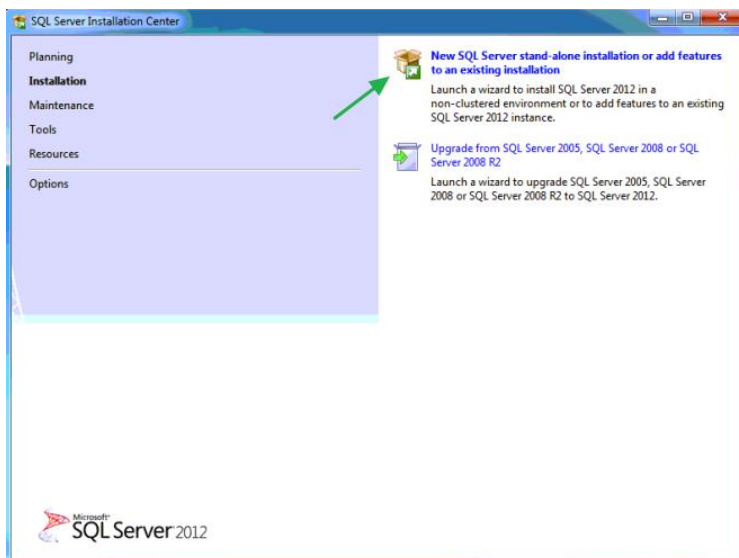 SQL Server Installation Center
Planning
Installation
Maintenance
Tools
Resources
Options
New SQL Server stand-alone installation or add features
to an existing installation
Launch a wizard to install SQL Server 2012 in a
non-clustered environment or to add features to an existing
SQL Server 2012 instance.
Upgrade from SQL Server 2005, SQL Server 2008 or SQL
Server 2008 R2
Launch a wizard to upgrade SQL Server 2005, SQL Server
2008 or SQL Server 2008 R2 to SQL Server 2012.
Microsoft®
SQL Server 2012